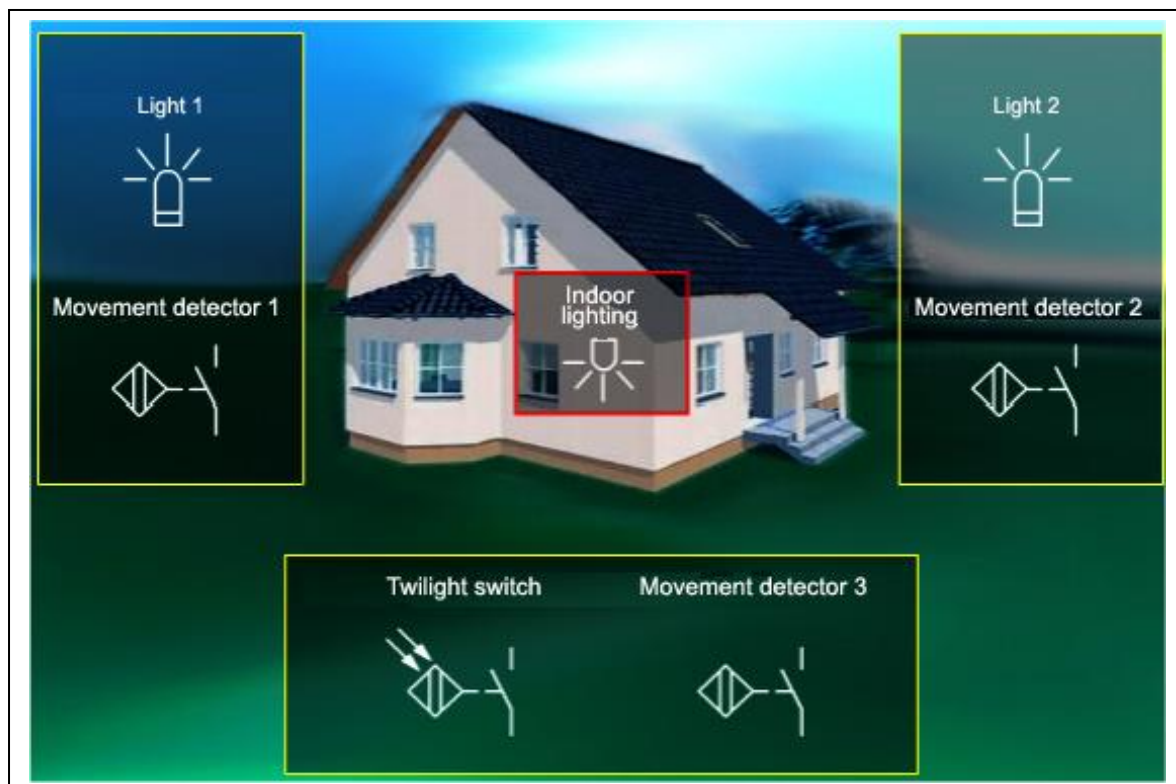 Light 1
Light 2
Movement detector 1
Indoor
lighting
Movement detector 2
Twilight switch
Movement detector 3